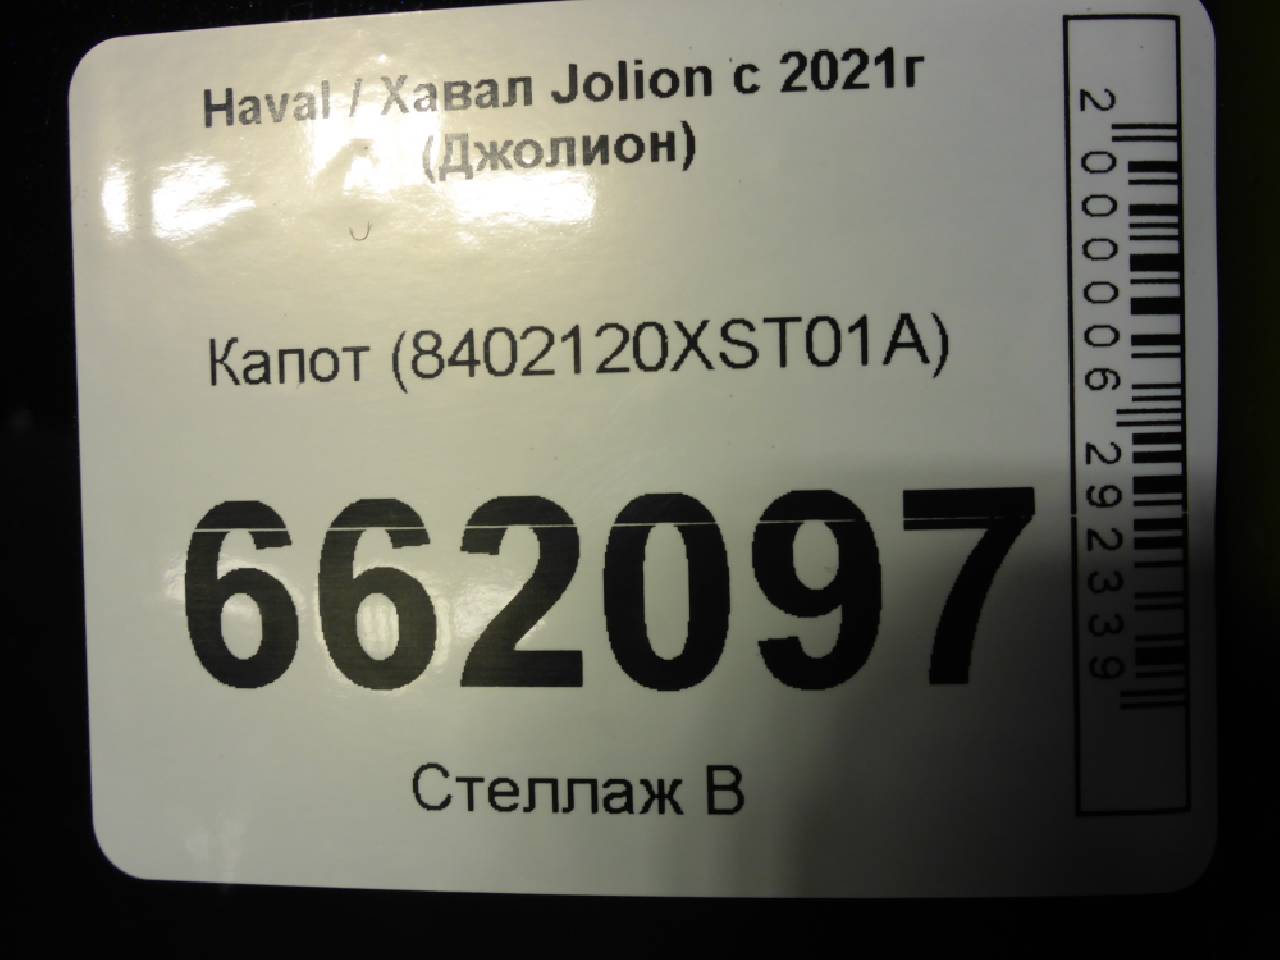 Haval / Хавал Jolion с 2021г
(Джолион)
Капот (8402120XST01A)
662097
Стеллаж В
2000006292339